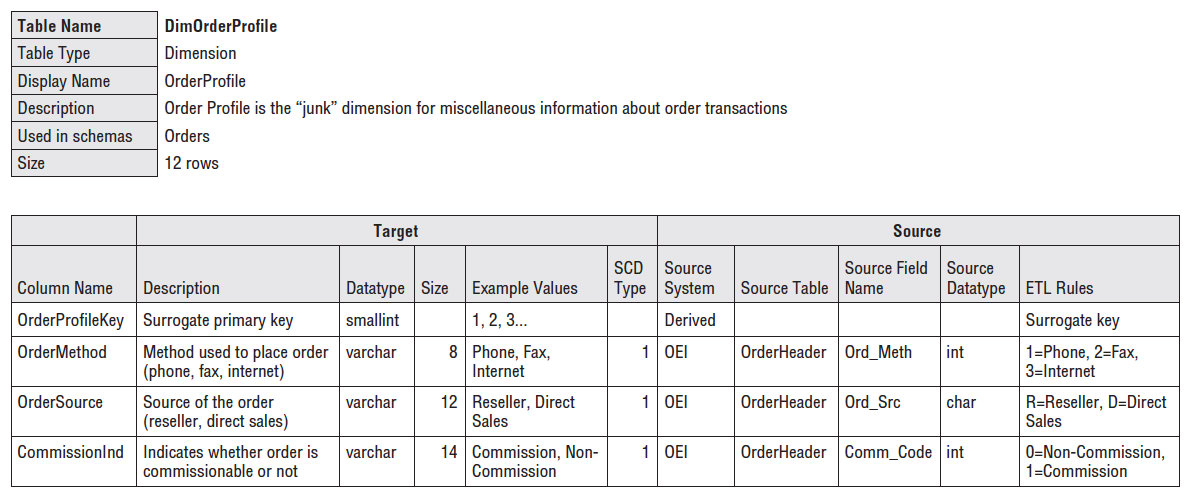 Table Name DimOrderProfile
Table Type Dimension
Display Name OrderProfile
Description Order Profile is the “junk” dimension for miscellaneous information about order transactions
Used in schemas Orders
Size 12 rows
Target Source
Column Name Description Datatype Size Example Values SCD Type Source System Source Table Source Field Name Source Datatype ETL Rules
OrderProfileKey Surrogate primary key smallint 1, 2, 3... Derived Surrogate key
OrderMethod Method used to place order (phone, fax, internet) varchar 8 Phone, Fax, Internet 1 OEI OrderHeader Ord_Meth int 1=Phone, 2=Fax, 3=Internet
OrderSource Source of the order (reseller, direct sales) varchar 12 Reseller, Direct Sales 1 OEI OrderHeader Ord_Src char R=Reseller, D=Direct Sales
CommissionInd Indicates whether order is commissionable or not varchar 14 Commission, Non-Commission 1 OEI OrderHeader Comm_Code int 0=Non-Commission, 1=Commission